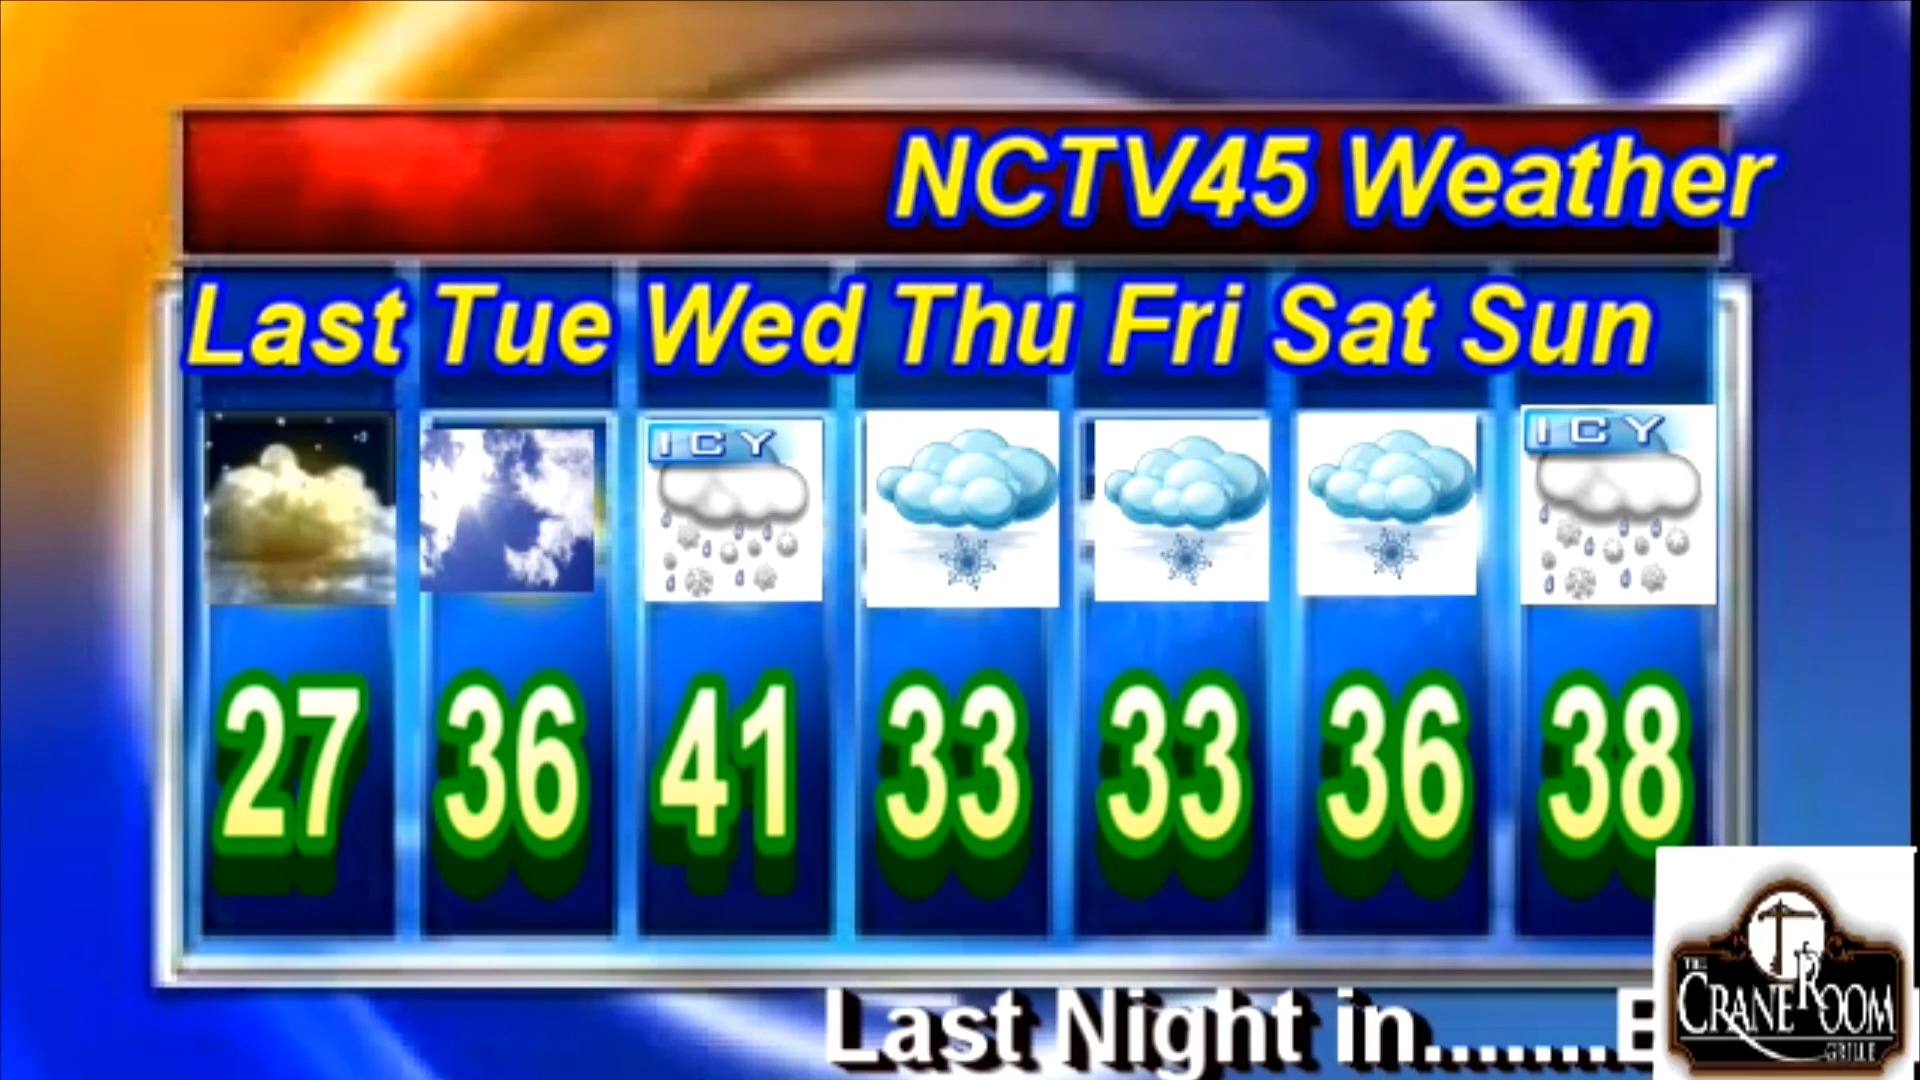 NCTV45 Weather
Last Tue Wed Thu Fri Sat Sun
ICY ICY
27 36 41 33 33 36 38
Last Night in.......
THE
CRANE ROOM
GRILLE